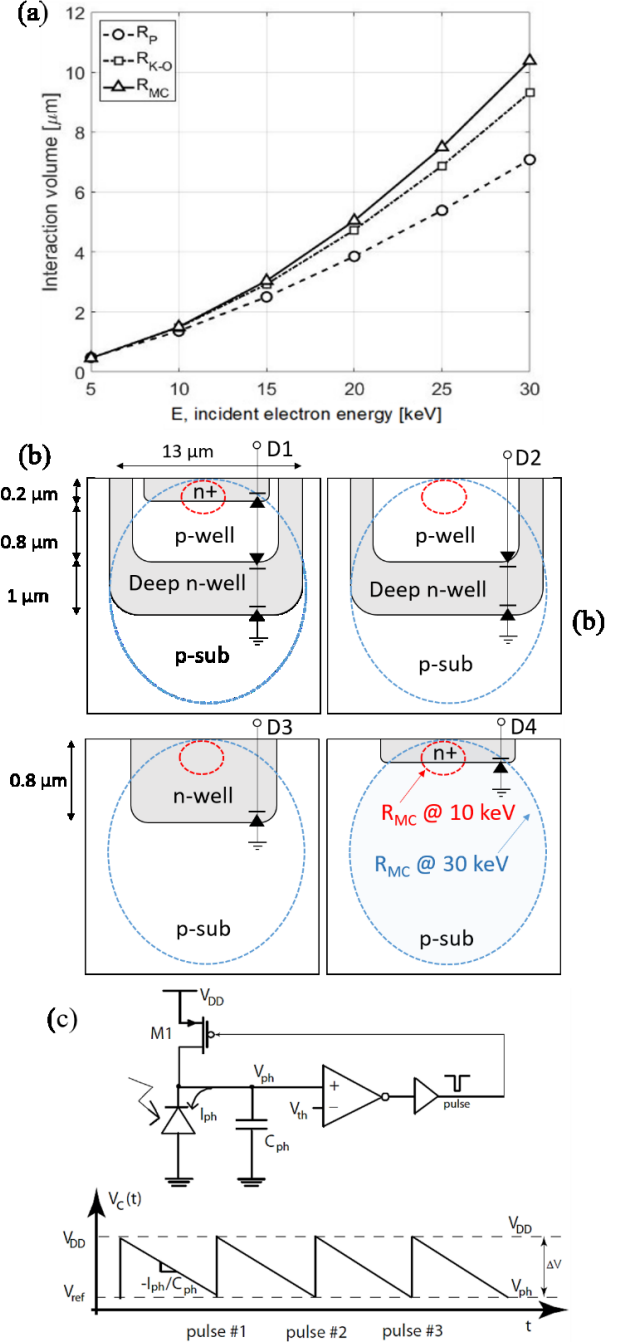 (a)
12
10
8
6
4
2
0
R_P
R_K-O
R_MC
Interaction volume [µm]
5 10 15 20 25 30
E, incident electron energy [keV]
(b)
13 µm
D1
D2
0.2 µm
n+
0.8 µm
p-well
p-well
1 µm
Deep n-well
Deep n-well
(b)
p-sub
p-sub
D3
D4
0.8 µm
n+
n-well
R_MC @ 10 keV
R_MC @ 30 keV
p-sub
p-sub
(c)
V_DD
M1
V_ph
+
I_ph
V_th
−
pulse
C_ph
V_C(t)
V_DD
V_DD
-I_ph/C_ph
ΔV
V_ref
V_ph
t
pulse #1 pulse #2 pulse #3